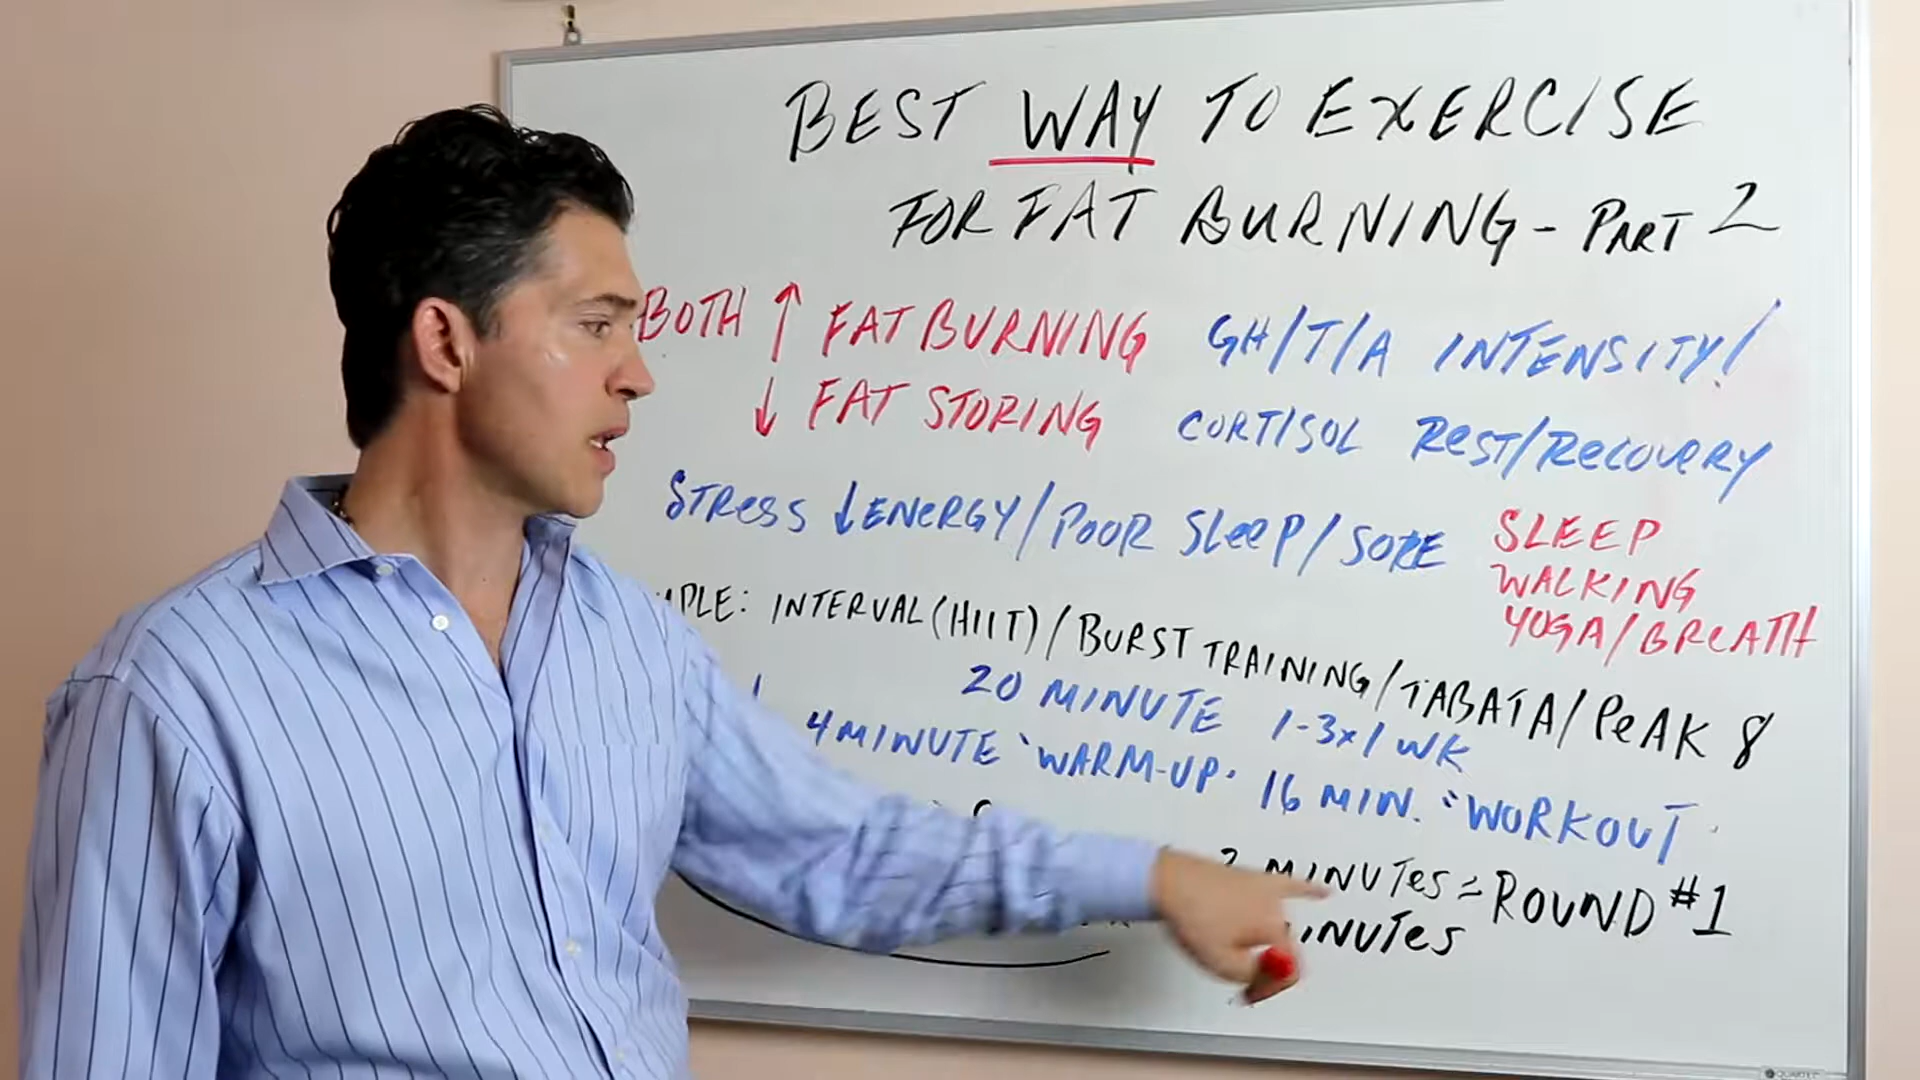 BEST WAY TO EXERCISE
FOR FAT BURNING - PART 2
BOTH ↑ FAT BURNING GH/T/A INTENSITY!
↓ FAT STORING CORTISOL REST/RECOVERY
STRESS ↓ ENERGY/POOR SLEEP/SORE
SLEEP
WALKING
YOGA/BREATH
MPLE: INTERVAL (HIIT)/BURST TRAINING/TABATA/PEAK 8
20 MINUTE 1-3x/WK
4 MINUTE "WARM-UP" 16 MIN. "WORKOUT"
MINUTES = ROUND #1
MINUTES